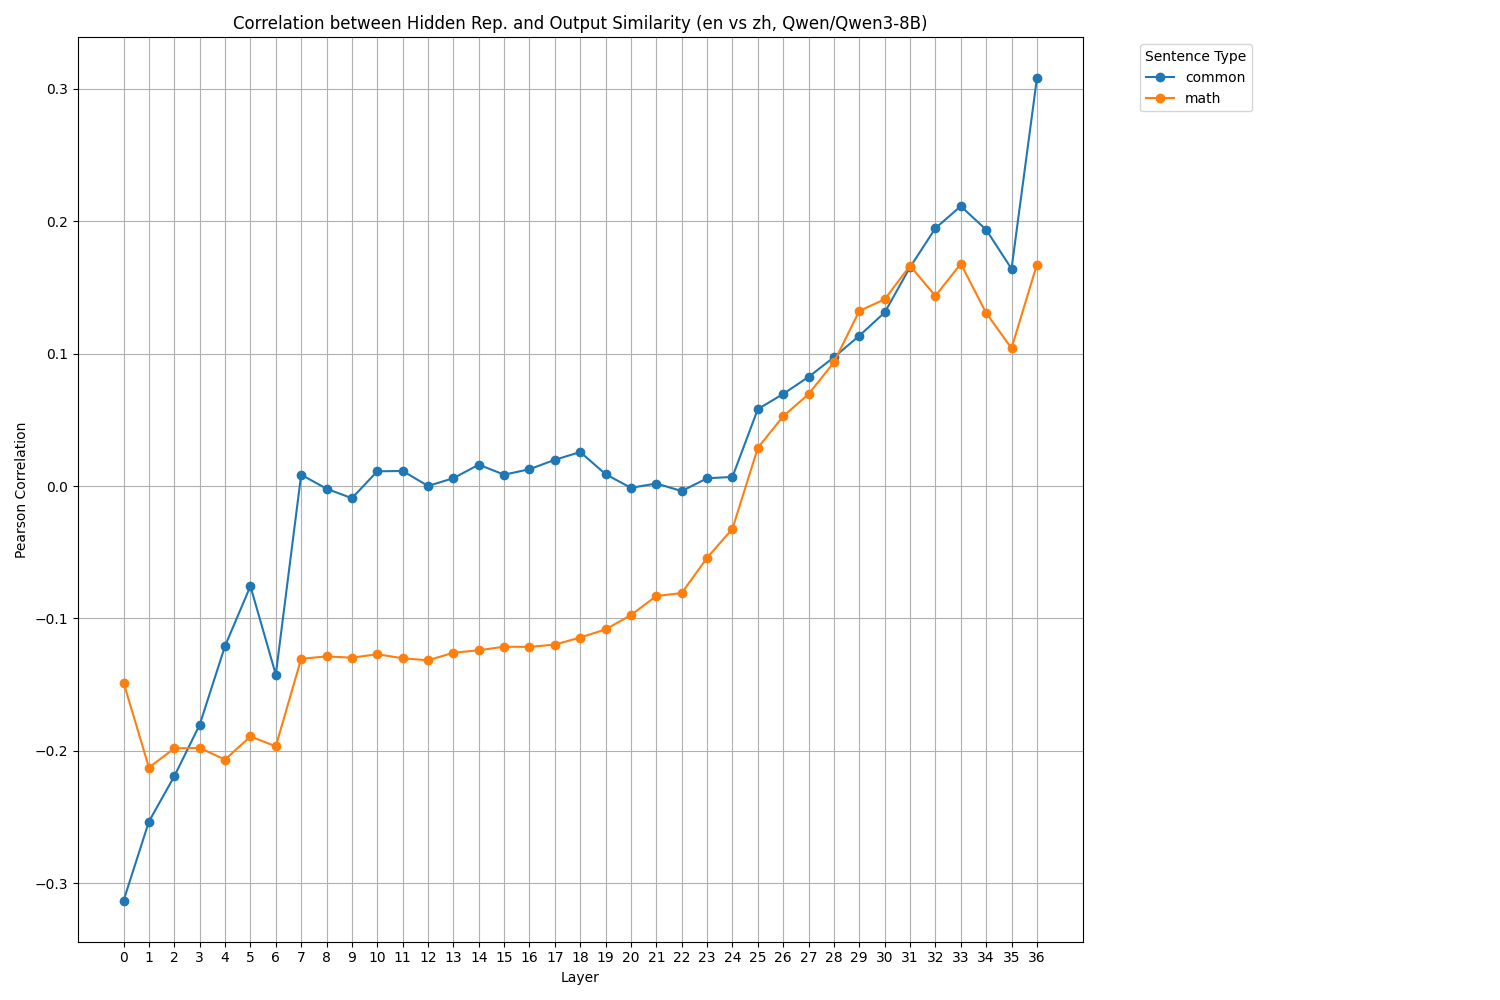 Correlation between Hidden Rep. and Output Similarity (en vs zh, Qwen/Qwen3-8B)
Sentence Type
common
math
Pearson Correlation
0.3
0.2
0.1
0.0
−0.1
−0.2
−0.3
0 1 2 3 4 5 6 7 8 9 10 11 12 13 14 15 16 17 18 19 20 21 22 23 24 25 26 27 28 29 30 31 32 33 34 35 36
Layer